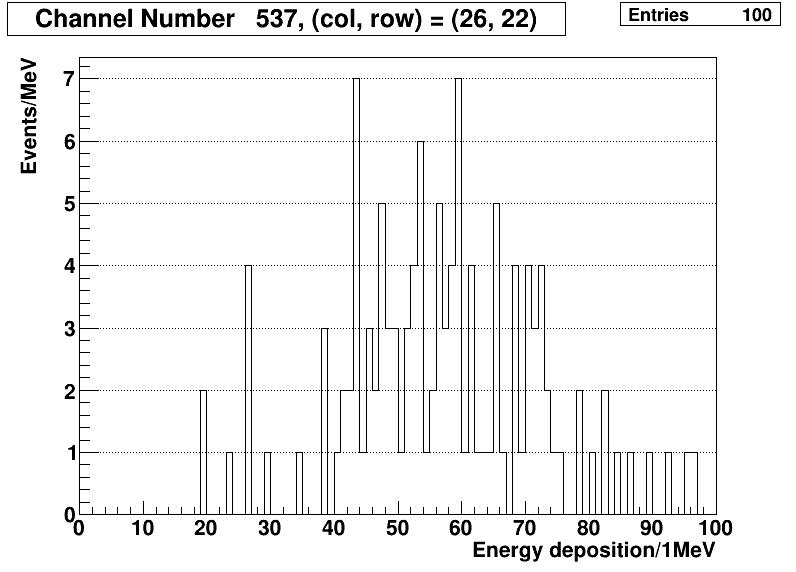 Channel Number 537, (col, row) = (26, 22)
Entries 100
Events/MeV
7
6
5
4
3
2
1
0
0 10 20 30 40 50 60 70 80 90 100
Energy deposition/1MeV